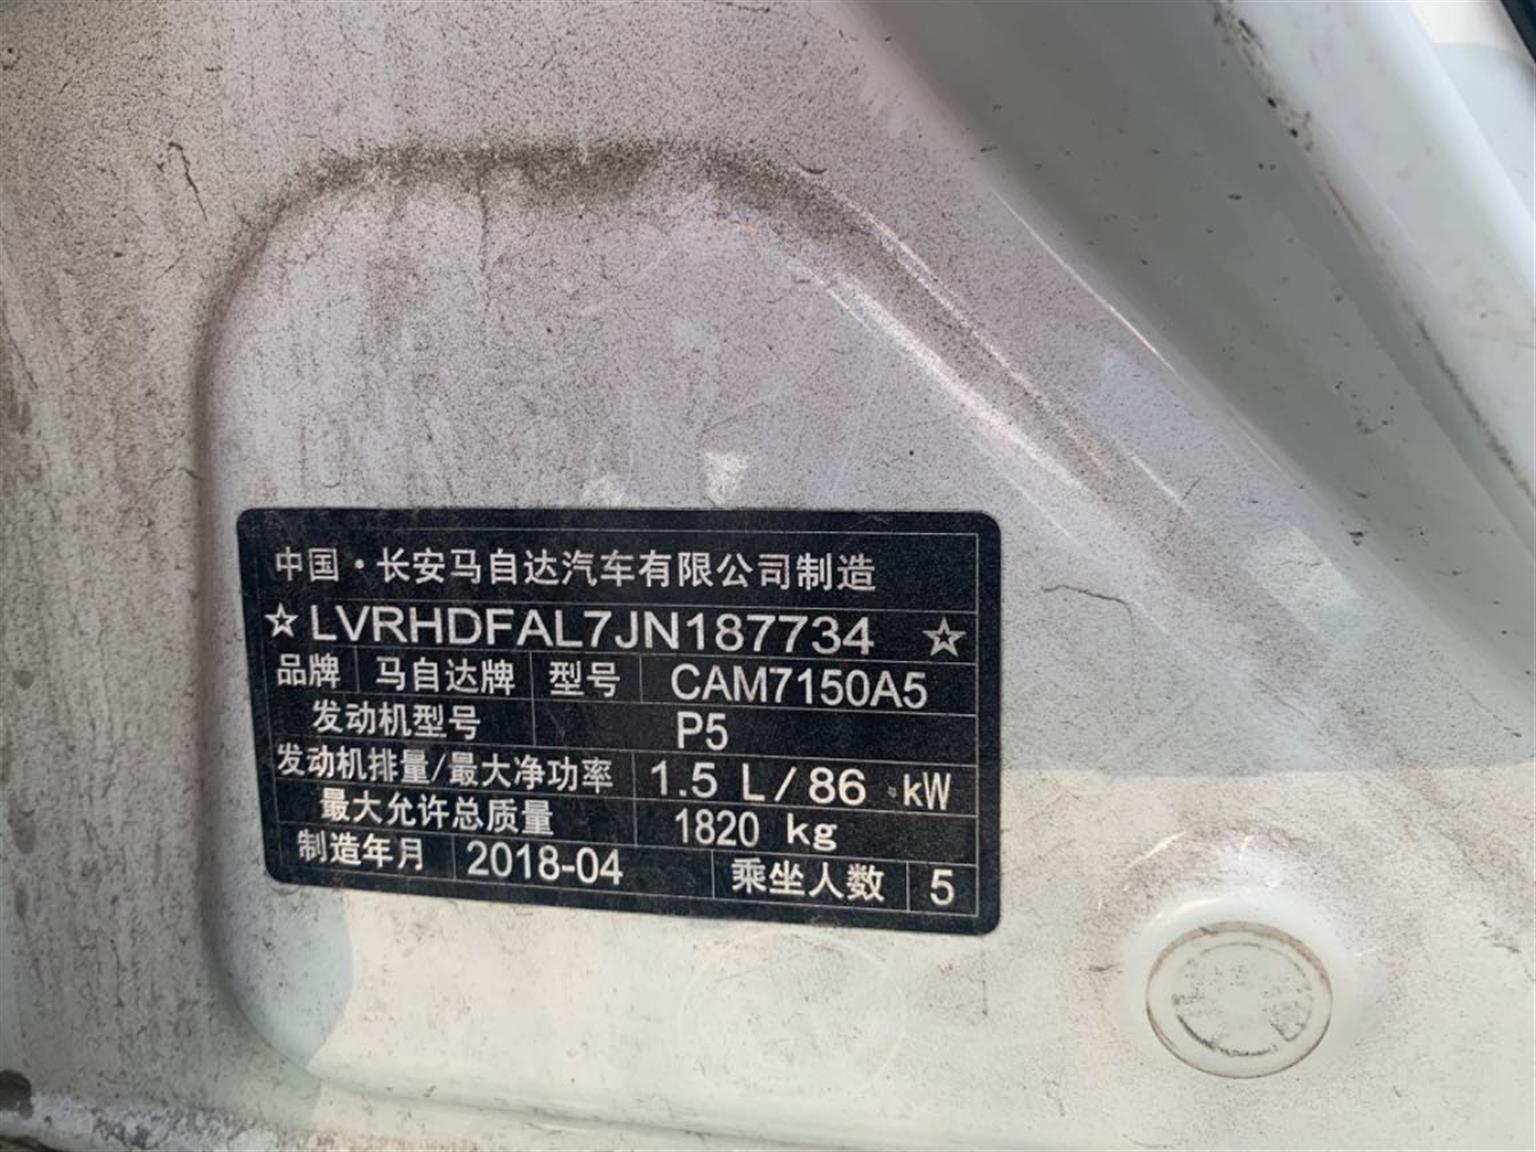 中国·长安马自达汽车有限公司制造
☆LVRHDFAL7JN187734☆
品牌 马自达牌 型号 CAM7150A5
发动机型号 P5
发动机排量/最大净功率 1.5 L/86 kW
最大允许总质量 1820 kg
制造年月 2018-04 乘坐人数 5